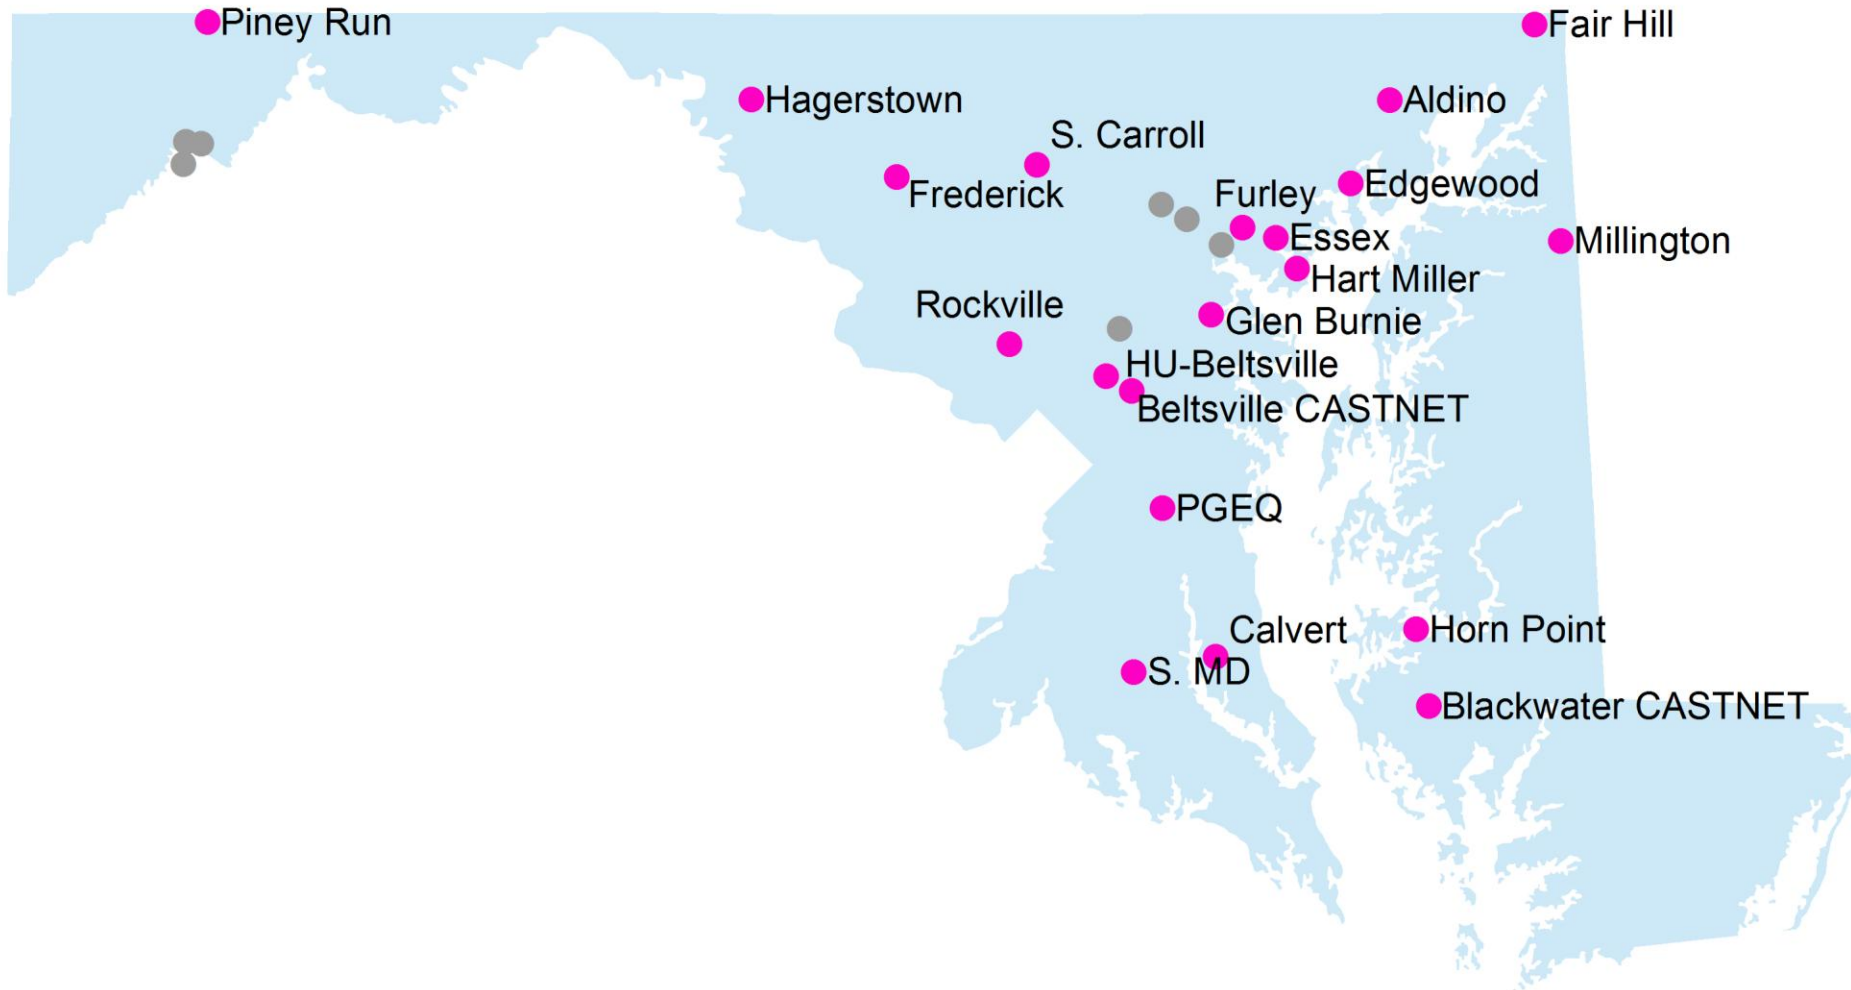 Piney Run
Fair Hill
Hagerstown
Aldino
S. Carroll
Frederick
Furley
Edgewood
Essex
Millington
Hart Miller
Rockville
Glen Burnie
HU-Beltsville
Beltsville CASTNET
PGEQ
Calvert
Horn Point
S. MD
Blackwater CASTNET